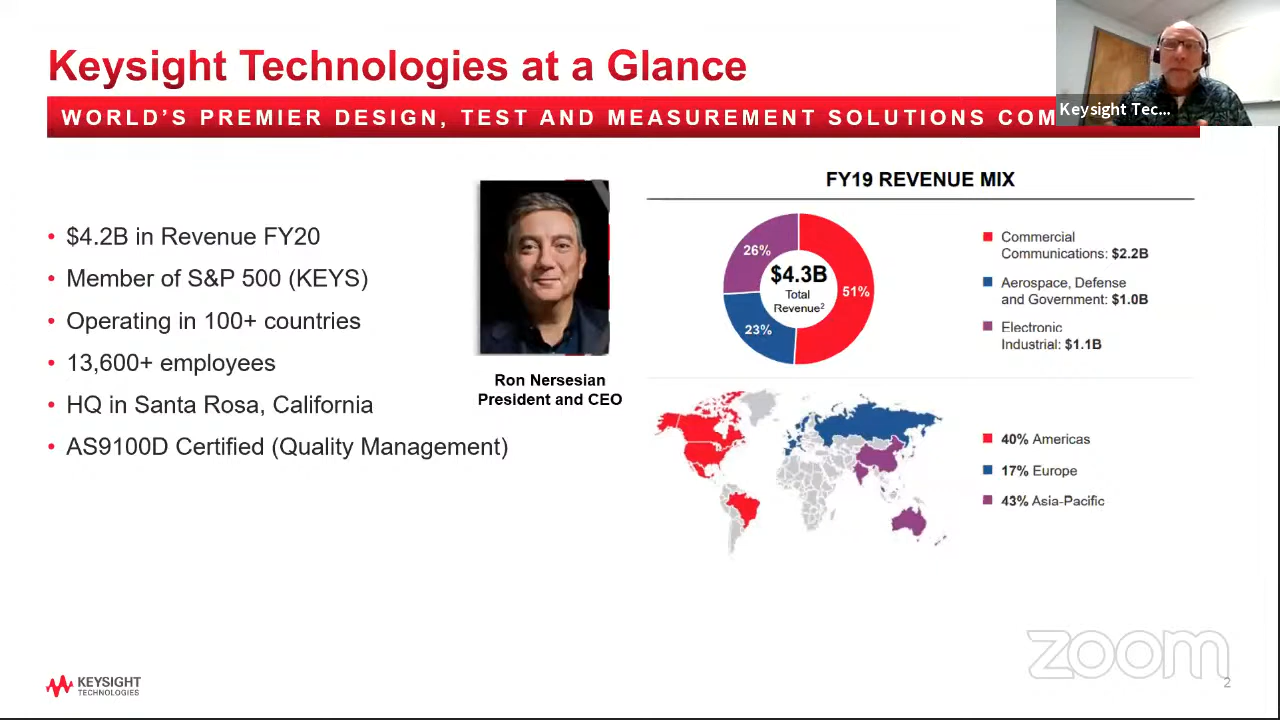 Keysight Technologies at a Glance
WORLD'S PREMIER DESIGN, TEST AND MEASUREMENT SOLUTIONS COM
Keysight Tec...
• $4.2B in Revenue FY20
• Member of S&P 500 (KEYS)
• Operating in 100+ countries
• 13,600+ employees
• HQ in Santa Rosa, California
• AS9100D Certified (Quality Management)
Ron Nersesian
President and CEO
FY19 REVENUE MIX
26%
51%
23%
$4.3B
Total
Revenue²
Commercial
Communications: $2.2B
Aerospace, Defense
and Government: $1.0B
Electronic
Industrial: $1.1B
40% Americas
17% Europe
43% Asia-Pacific
KEYSIGHT
TECHNOLOGIES
zoom
2